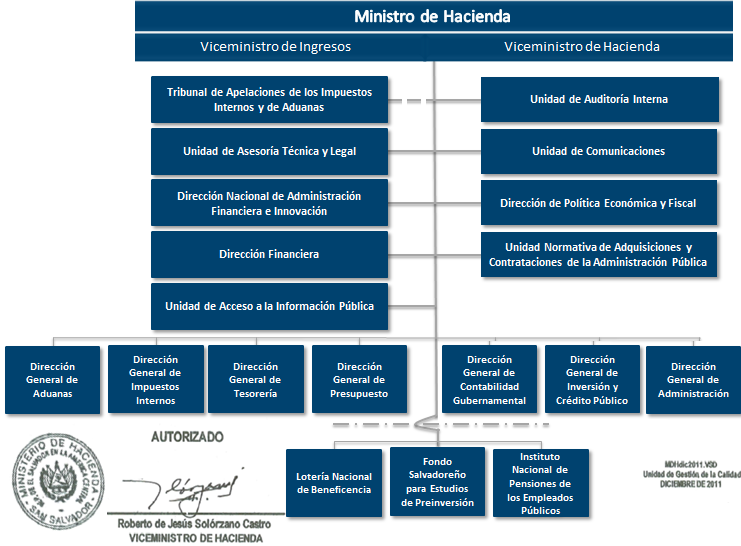 Ministro de Hacienda
Viceministro de Ingresos
Viceministro de Hacienda
Tribunal de Apelaciones de los Impuestos
Internos y de Aduanas
Unidad de Auditoría Interna
Unidad de Asesoría Técnica y Legal
Unidad de Comunicaciones
Dirección Nacional de Administración
Financiera e Innovación
Dirección de Política Económica y Fiscal
Dirección Financiera
Unidad Normativa de Adquisiciones y
Contrataciones de la Administración Pública
Unidad de Acceso a la Información Pública
Dirección
General de
Aduanas
Dirección
General de
Impuestos
Internos
Dirección
General de
Tesorería
Dirección
General de
Presupuesto
Dirección
General de
Contabilidad
Gubernamental
Dirección
General de
Inversión y
Crédito Público
Dirección
General de
Administración
Lotería Nacional
de Beneficencia
Fondo
Salvadoreño
para Estudios
de Preinversión
Instituto
Nacional de
Pensiones de
los Empleados
Públicos
MINISTERIO DE HACIENDA
SAN SALVADOR
AUTORIZADO
Roberto de Jesús Solórzano Castro
VICEMINISTRO DE HACIENDA
MDHdic2011.VSD
Unidad de Gestión de la Calidad
DICIEMBRE DE 2011